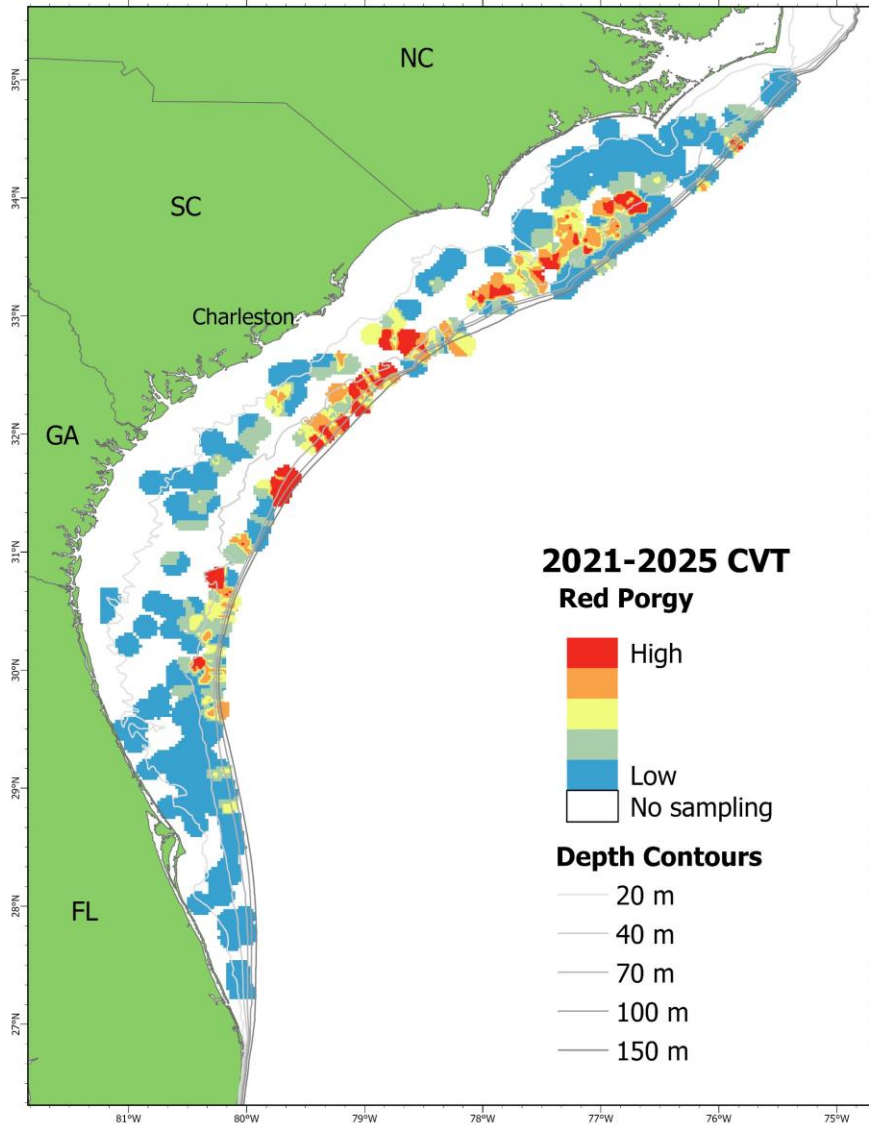 NC
SC
Charleston
GA
FL
2021-2025 CVT
Red Porgy
High
Low
No sampling
Depth Contours
20 m
40 m
70 m
100 m
150 m
35°N
34°N
33°N
32°N
31°N
30°N
29°N
28°N
27°N
81°W
80°W
79°W
78°W
77°W
76°W
75°W